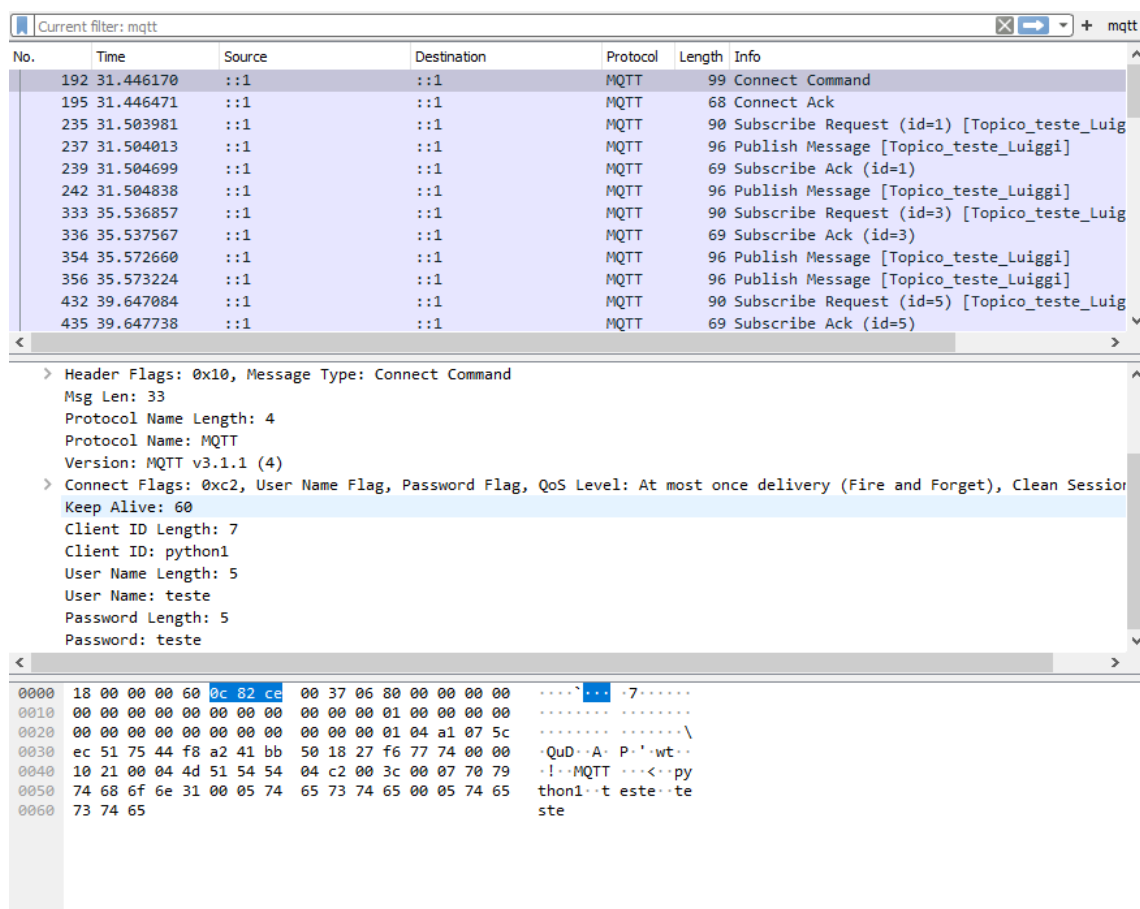 Current filter: mqtt + mqtt
No. Time Source Destination Protocol Length Info
192 31.446170 ::1 ::1 MQTT 99 Connect Command
195 31.446471 ::1 ::1 MQTT 68 Connect Ack
235 31.503981 ::1 ::1 MQTT 90 Subscribe Request (id=1) [Topico_teste_Luig
237 31.504013 ::1 ::1 MQTT 96 Publish Message [Topico_teste_Luiggi]
239 31.504699 ::1 ::1 MQTT 69 Subscribe Ack (id=1)
242 31.504838 ::1 ::1 MQTT 96 Publish Message [Topico_teste_Luiggi]
333 35.536857 ::1 ::1 MQTT 90 Subscribe Request (id=3) [Topico_teste_Luig
336 35.537567 ::1 ::1 MQTT 69 Subscribe Ack (id=3)
354 35.572660 ::1 ::1 MQTT 96 Publish Message [Topico_teste_Luiggi]
356 35.573224 ::1 ::1 MQTT 96 Publish Message [Topico_teste_Luiggi]
432 39.647084 ::1 ::1 MQTT 90 Subscribe Request (id=5) [Topico_teste_Luig
435 39.647738 ::1 ::1 MQTT 69 Subscribe Ack (id=5)
> Header Flags: 0x10, Message Type: Connect Command
Msg Len: 33
Protocol Name Length: 4
Protocol Name: MQTT
Version: MQTT v3.1.1 (4)
> Connect Flags: 0xc2, User Name Flag, Password Flag, QoS Level: At most once delivery (Fire and Forget), Clean Session
Keep Alive: 60
Client ID Length: 7
Client ID: python1
User Name Length: 5
User Name: teste
Password Length: 5
Password: teste
0000 18 00 00 00 60 0c 82 ce 00 37 06 80 00 00 00 00 ····`··· ·7······
0010 00 00 00 00 00 00 00 00 00 00 00 01 00 00 00 00 ········ ········
0020 00 00 00 00 00 00 00 00 00 00 00 01 04 a1 07 5c ········ ·······\
0030 ec 51 75 44 f8 a2 41 bb 50 18 27 f6 77 74 00 00 ·QuD··A· P·'·wt··
0040 10 21 00 04 4d 51 54 54 04 c2 00 3c 00 07 70 79 ·!··MQTT ···<··py
0050 74 68 6f 6e 31 00 05 74 65 73 74 65 00 05 74 65 thon1··t este··te
0060 73 74 65 ste